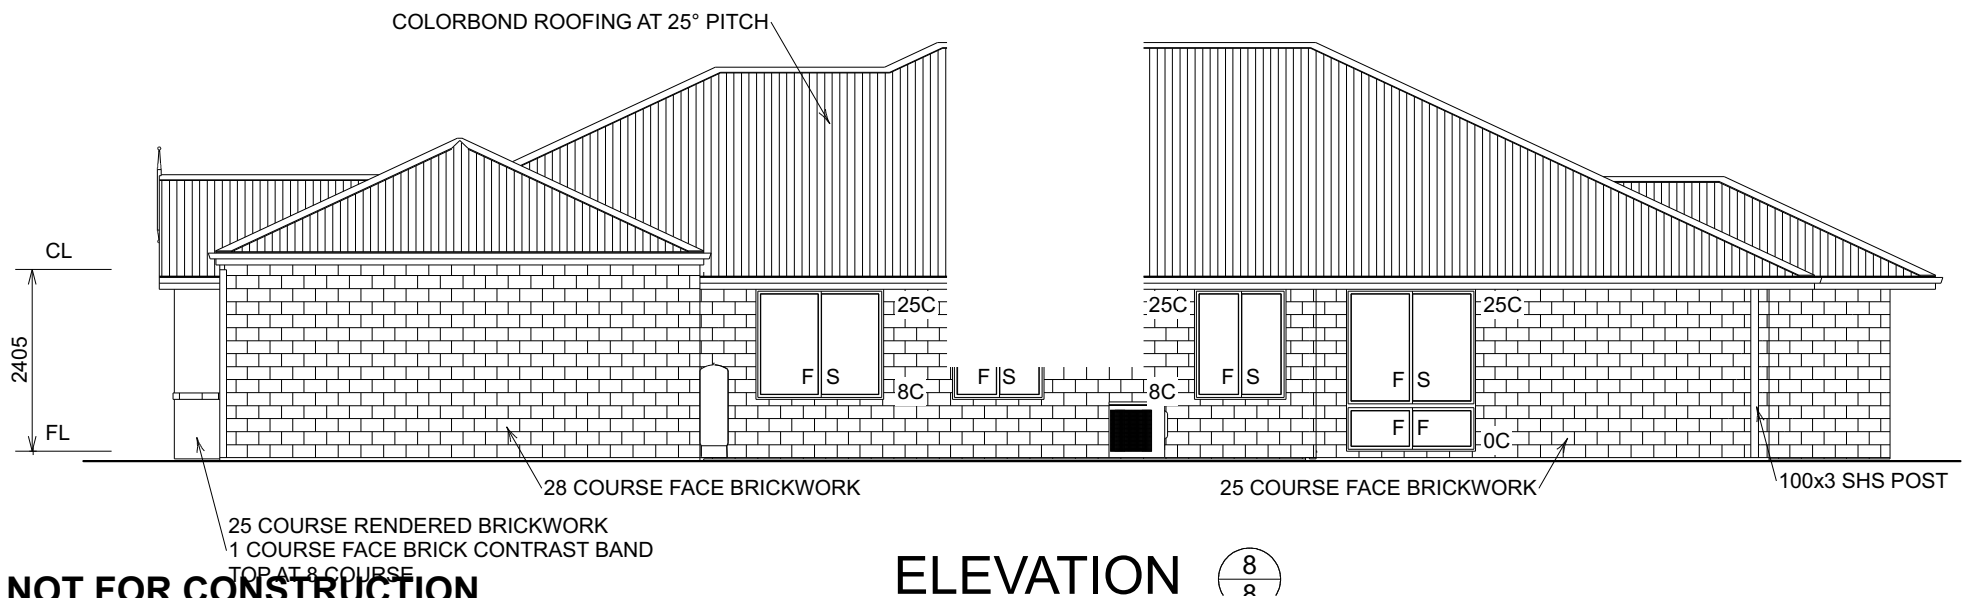 COLORBOND ROOFING AT 25° PITCH
CL
25C
25C
25C
2405
F S
F S
F S
F S
8C
8C
FL
F F
0C
28 COURSE FACE BRICKWORK
25 COURSE FACE BRICKWORK
100x3 SHS POST
25 COURSE RENDERED BRICKWORK
1 COURSE FACE BRICK CONTRAST BAND
TOP AT 8 COURSE
NOT FOR CONSTRUCTION
ELEVATION
8
8